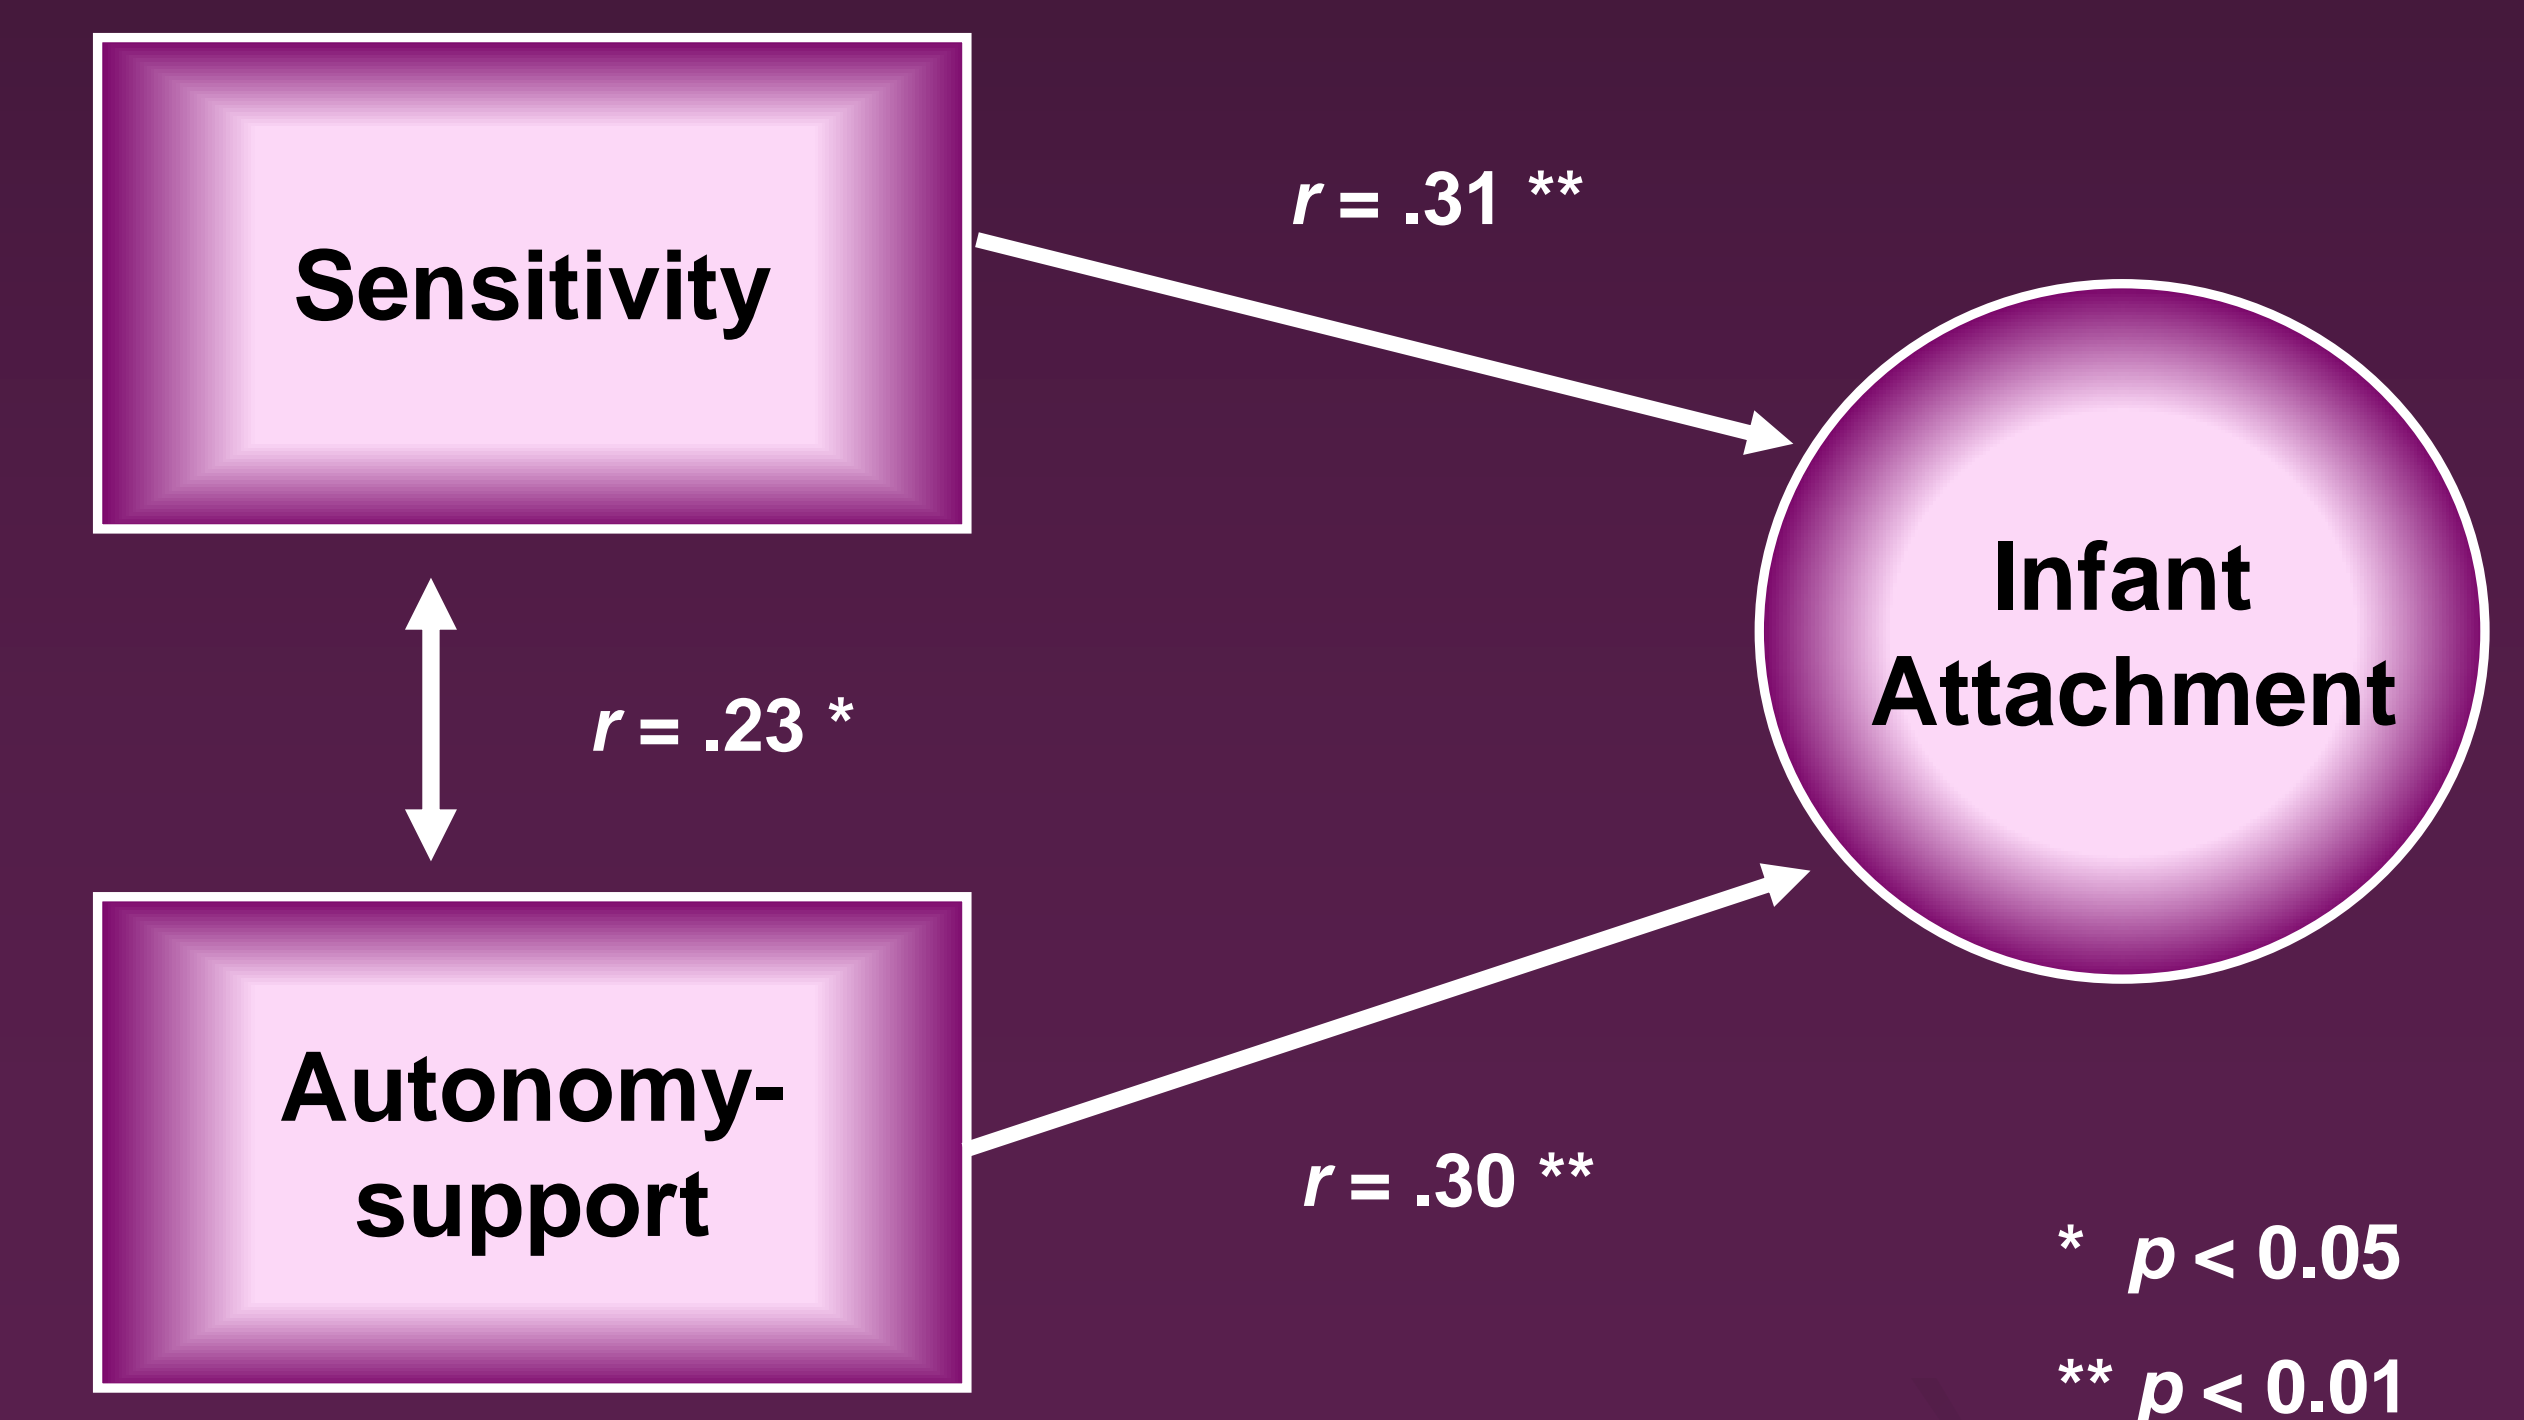 Sensitivity
r = .31 **
Infant
Attachment
r = .23 *
Autonomy-
support
r = .30 **
* p < 0.05
** p < 0.01